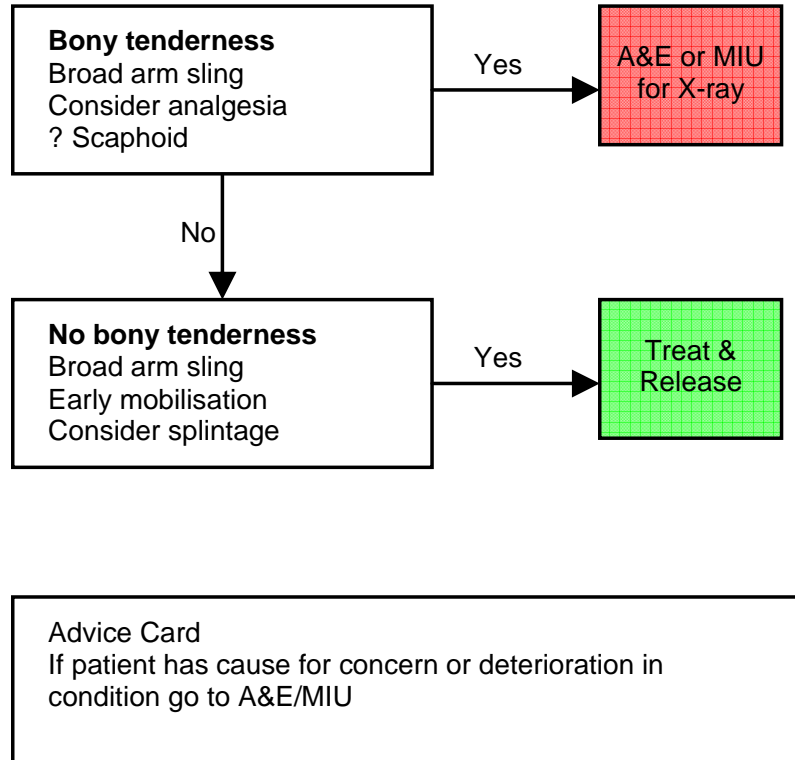 Bony tenderness
Broad arm sling
Consider analgesia
? Scaphoid
Yes
A&E or MIU
for X-ray
No
No bony tenderness
Broad arm sling
Early mobilisation
Consider splintage
Yes
Treat &
Release
Advice Card
If patient has cause for concern or deterioration in
condition go to A&E/MIU